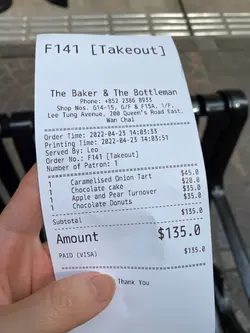 F141 [Takeout]
The Baker & The Bottleman
Phone: +852 2386 8933
Shop Nos. G14-15, G/F & F15A, 1/F,
Lee Tung Avenue, 200 Queen's Road East,
Wan Chai
Order Time: 2022-04-23 14:03:33
Printing Time: 2022-04-23 14:03:51
Served By: Leo
Order No.: F141 [Takeout]
Number of Patron: 1
1 Caramelised Onion Tart $45.0
1 Chocolate cake $20.0
1 Apple and Pear Turnover $35.0
1 Chocolate Donuts $35.0
Subtotal $135.0
Amount $135.0
PAID (VISA) $135.0
Thank You